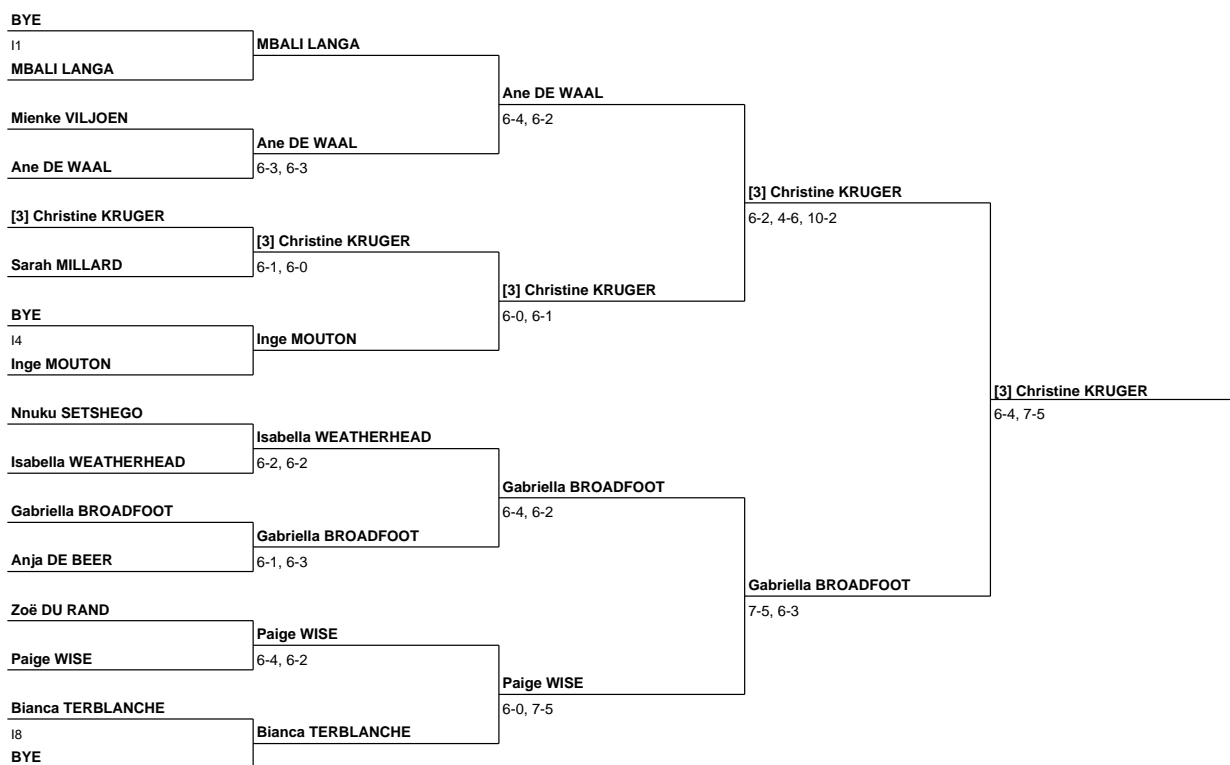 BYE
I1
MBALI LANGA
MBALI LANGA
Ane DE WAAL
6-4, 6-2
Mienke VILJOEN
Ane DE WAAL
Ane DE WAAL
6-3, 6-3
[3] Christine KRUGER
6-2, 4-6, 10-2
[3] Christine KRUGER
Sarah MILLARD
[3] Christine KRUGER
6-1, 6-0
[3] Christine KRUGER
6-0, 6-1
BYE
I4
Inge MOUTON
Inge MOUTON
[3] Christine KRUGER
6-4, 7-5
Nnuku SETSHEGO
Isabella WEATHERHEAD
Isabella WEATHERHEAD
6-2, 6-2
Gabriella BROADFOOT
6-4, 6-2
Gabriella BROADFOOT
Anja DE BEER
Gabriella BROADFOOT
6-1, 6-3
Gabriella BROADFOOT
7-5, 6-3
Zoë DU RAND
Paige WISE
Paige WISE
6-4, 6-2
Paige WISE
6-0, 7-5
Bianca TERBLANCHE
I8
BYE
Bianca TERBLANCHE